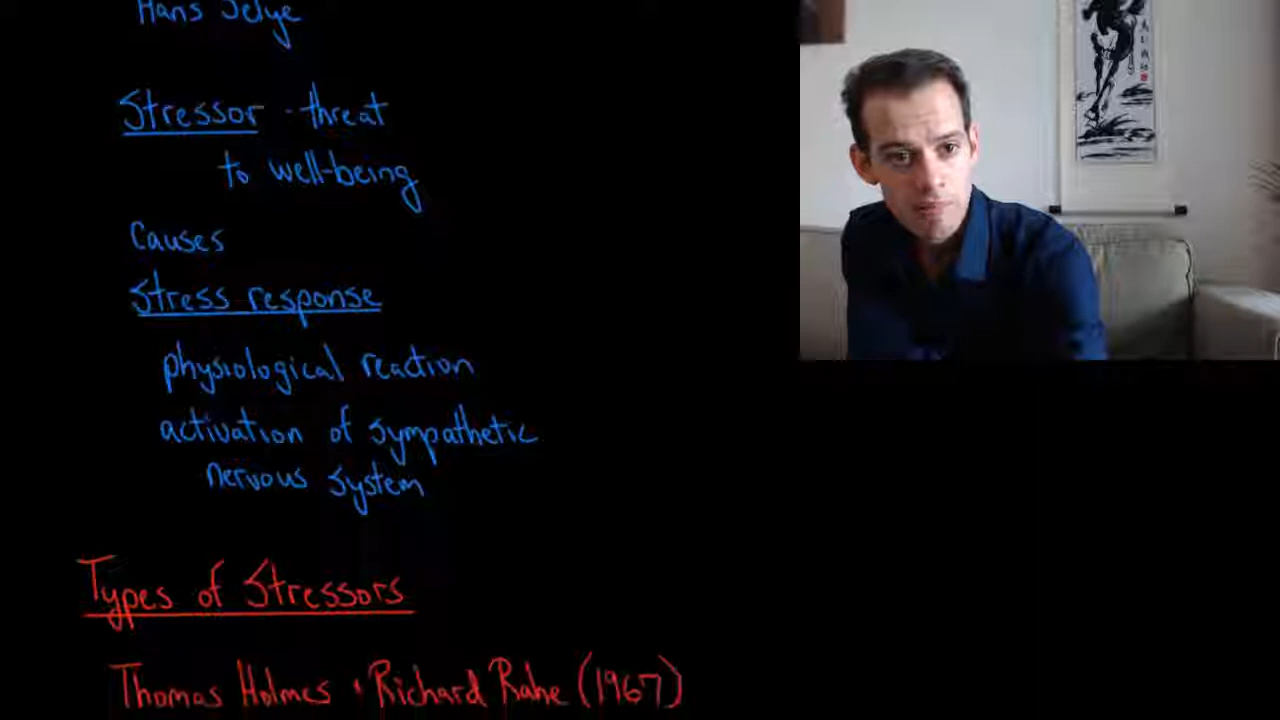 Hans Selye
Stressor - threat
to well-being
Causes
Stress response
physiological reaction
activation of sympathetic
nervous system
Types of Stressors
Thomas Holmes + Richard Rahe (1967)